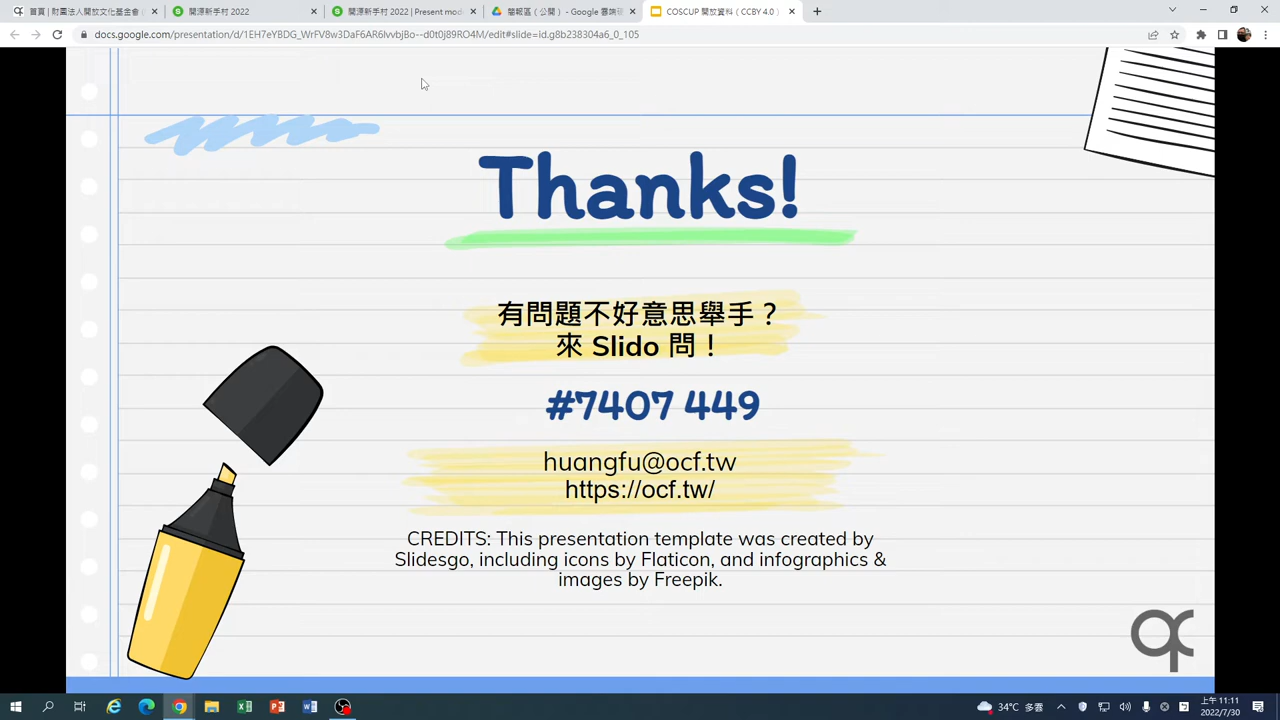 首頁 | 財團法人開放文化基金會 (
開源新手村 2022
開源新手村 2022 | Present mod
簡報區（公開） - Google 雲端硬
COSCUP 開放資料（CCBY 4.0）
docs.google.com/presentation/d/1EH7eYBDG_WrFV8w3DaF6AR6lvvbjBo--d0t0j89RO4M/edit#slide=id.g8b238304a6_0_105
Thanks!
有問題不好意思舉手？
來 Slido 問！
#7407 449
huangfu@ocf.tw
https://ocf.tw/
CREDITS: This presentation template was created by
Slidesgo, including icons by Flaticon, and infographics &
images by Freepik.
34°C 多雲
上午 11:11
2022/7/30